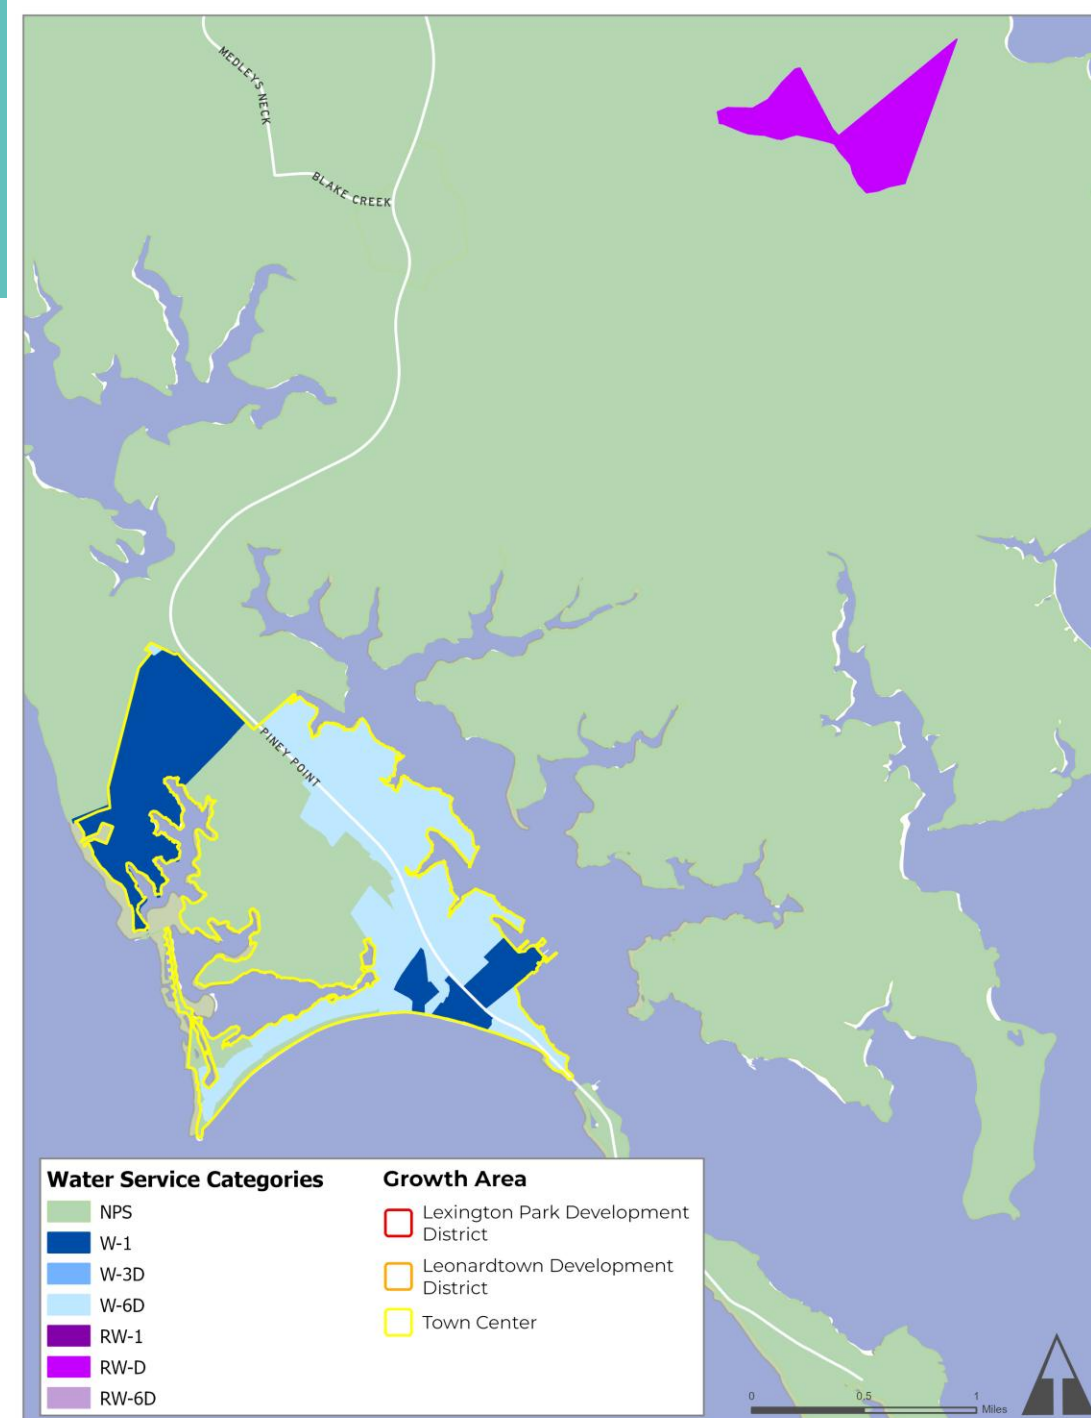 MEDLEYS NECK
BLAKE CREEK
PINEY POINT
Water Service Categories
NPS
W-1
W-3D
W-6D
RW-1
RW-D
RW-6D
Growth Area
Lexington Park Development
District
Leonardtown Development
District
Town Center
0 0.5 1
Miles